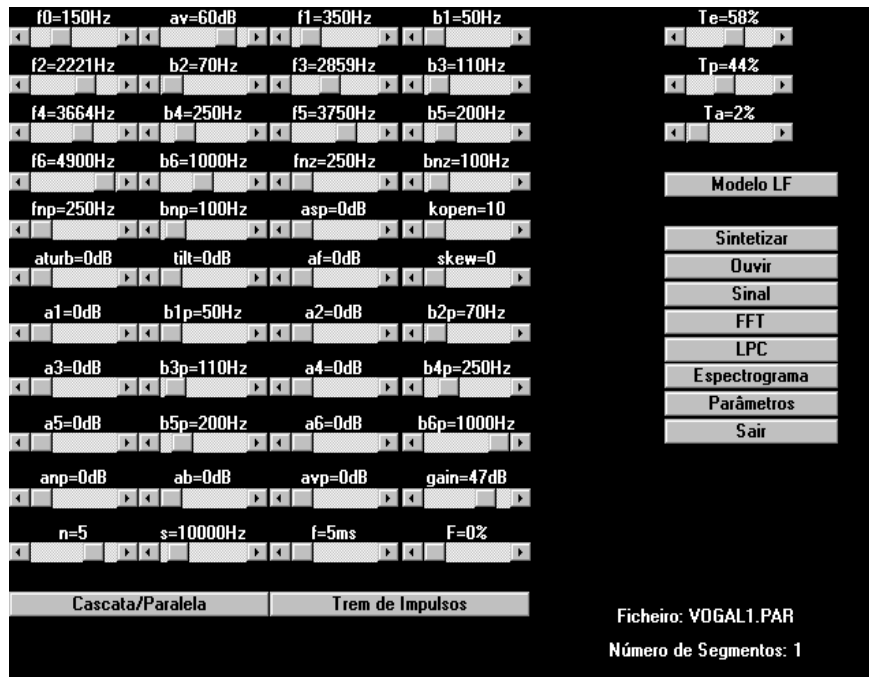 f0=150Hz av=60dB f1=350Hz b1=50Hz Te=58%
f2=2221Hz b2=70Hz f3=2859Hz b3=110Hz Tp=44%
f4=3664Hz b4=250Hz f5=3750Hz b5=200Hz Ta=2%
f6=4900Hz b6=1000Hz fnz=250Hz bnz=100Hz
Modelo LF
fnp=250Hz bnp=100Hz asp=0dB kopen=10
Sintetizar
aturb=0dB tilt=0dB af=0dB skew=0
Ouvir
Sinal
a1=0dB b1p=50Hz a2=0dB b2p=70Hz
FFT
LPC
a3=0dB b3p=110Hz a4=0dB b4p=250Hz
Espectrograma
Parâmetros
a5=0dB b5p=200Hz a6=0dB b6p=1000Hz
Sair
anp=0dB ab=0dB avp=0dB gain=47dB
n=5 s=10000Hz f=5ms F=0%
Cascata/Paralela Trem de Impulsos
Ficheiro: VOGAL1.PAR
Número de Segmentos: 1